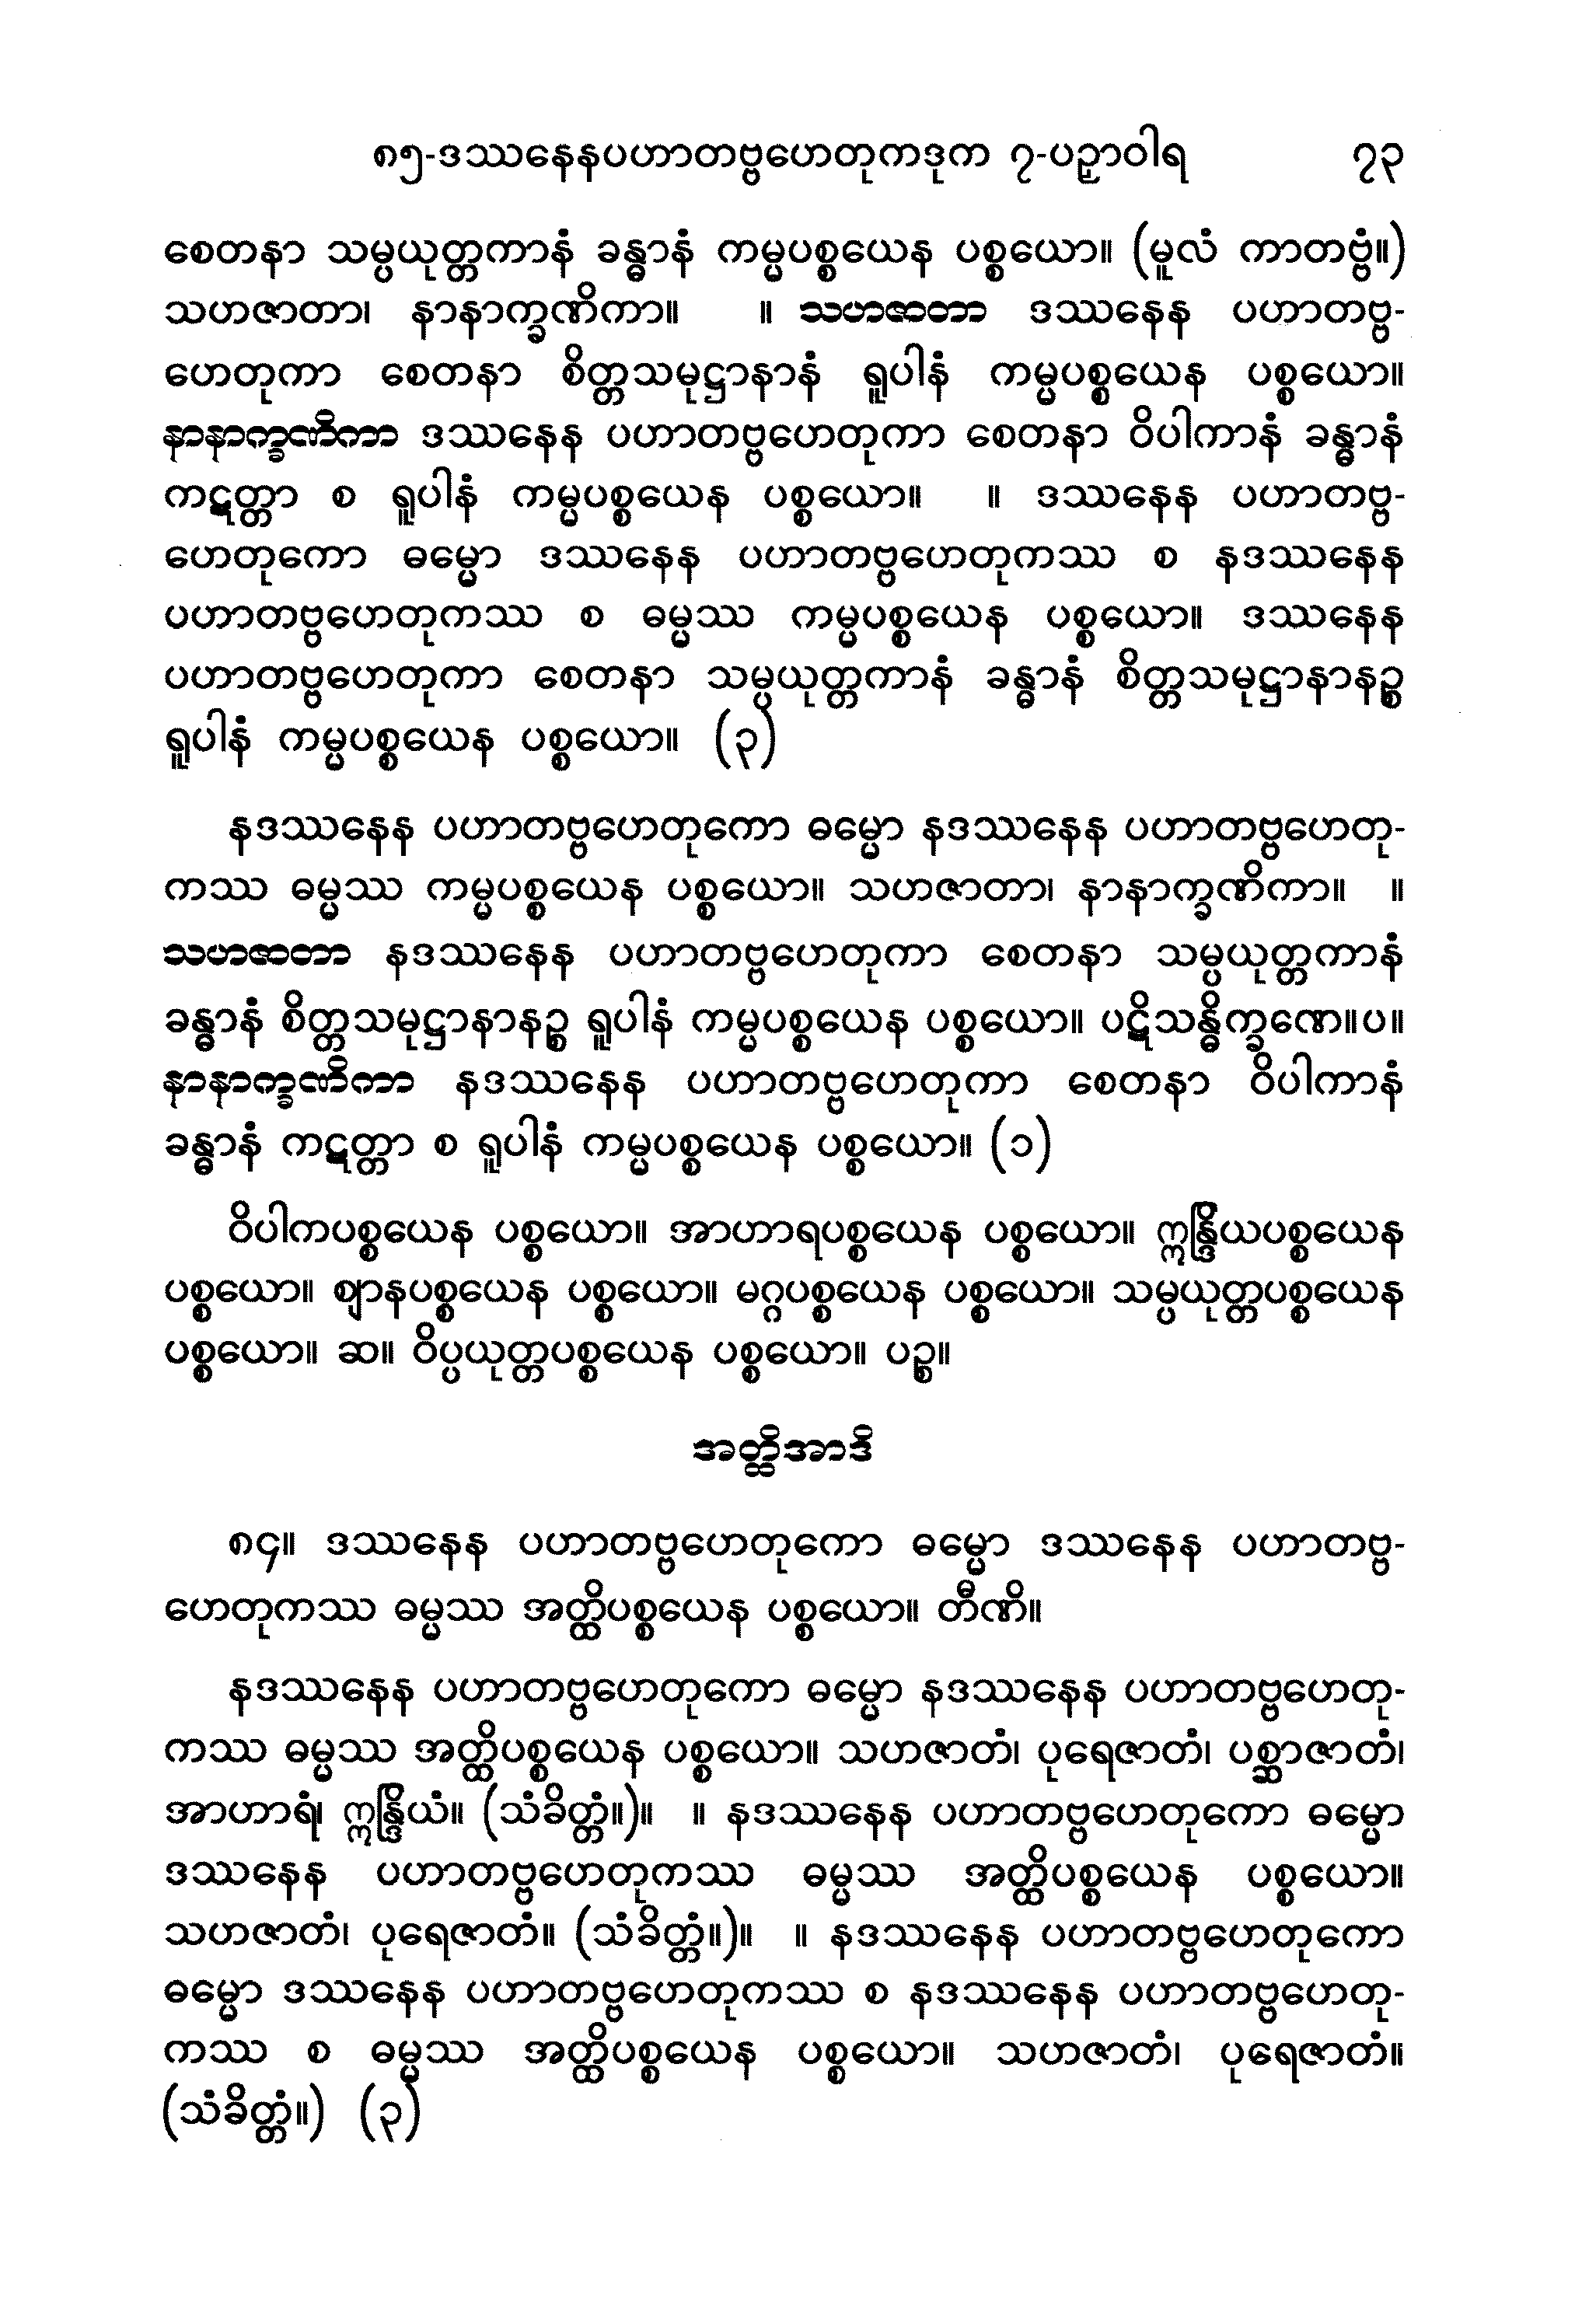 ၈၅-ဒဿနေနပဟာတဗ္ဗဟေတုကဒုက ၇-ပဉှာဝါရ ၇၃
စေတနာ သမ္ပယုတ္တကာနံ ခန္ဓာနံ ကမ္မပစ္စယေန ပစ္စယော။ (မူလံ ကာတဗ္ဗံ။)
သဟဇာတာ၊ နာနာက္ခဏိကာ။ ။ သဟဇာတာ ဒဿနေန ပဟာတဗ္ဗ-
ဟေတုကာ စေတနာ စိတ္တသမုဋ္ဌာနာနံ ရူပါနံ ကမ္မပစ္စယေန ပစ္စယော။
နာနာက္ခဏိကာ ဒဿနေန ပဟာတဗ္ဗဟေတုကာ စေတနာ ဝိပါကာနံ ခန္ဓာနံ
ကဋတ္တာ စ ရူပါနံ ကမ္မပစ္စယေန ပစ္စယော။ ။ ဒဿနေန ပဟာတဗ္ဗ-
ဟေတုကော ဓမ္မော ဒဿနေန ပဟာတဗ္ဗဟေတုကဿ စ နဒဿနေန
ပဟာတဗ္ဗဟေတုကဿ စ ဓမ္မဿ ကမ္မပစ္စယေန ပစ္စယော။ ဒဿနေန
ပဟာတဗ္ဗဟေတုကာ စေတနာ သမ္ပယုတ္တကာနံ ခန္ဓာနံ စိတ္တသမုဋ္ဌာနာနဉ္စ
ရူပါနံ ကမ္မပစ္စယေန ပစ္စယော။ (၃)
နဒဿနေန ပဟာတဗ္ဗဟေတုကော ဓမ္မော နဒဿနေန ပဟာတဗ္ဗဟေတု-
ကဿ ဓမ္မဿ ကမ္မပစ္စယေန ပစ္စယော။ သဟဇာတာ၊ နာနာက္ခဏိကာ။ ။
သဟဇာတာ နဒဿနေန ပဟာတဗ္ဗဟေတုကာ စေတနာ သမ္ပယုတ္တကာနံ
ခန္ဓာနံ စိတ္တသမုဋ္ဌာနာနဉ္စ ရူပါနံ ကမ္မပစ္စယေန ပစ္စယော။ ပဋိသန္ဓိက္ခဏေ။ပ။
နာနာက္ခဏိကာ နဒဿနေန ပဟာတဗ္ဗဟေတုကာ စေတနာ ဝိပါကာနံ
ခန္ဓာနံ ကဋတ္တာ စ ရူပါနံ ကမ္မပစ္စယေန ပစ္စယော။ (၁)
ဝိပါကပစ္စယေန ပစ္စယော။ အာဟာရပစ္စယေန ပစ္စယော။ ဣန္ဒြိယပစ္စယေန
ပစ္စယော။ ဈာနပစ္စယေန ပစ္စယော။ မဂ္ဂပစ္စယေန ပစ္စယော။ သမ္ပယုတ္တပစ္စယေန
ပစ္စယော။ ဆ။ ဝိပ္ပယုတ္တပစ္စယေန ပစ္စယော။ ပဉ္စ။
အတ္ထိအာဒိ
၈၄။ ဒဿနေန ပဟာတဗ္ဗဟေတုကော ဓမ္မော ဒဿနေန ပဟာတဗ္ဗ-
ဟေတုကဿ ဓမ္မဿ အတ္ထိပစ္စယေန ပစ္စယော။ တီဏိ။
နဒဿနေန ပဟာတဗ္ဗဟေတုကော ဓမ္မော နဒဿနေန ပဟာတဗ္ဗဟေတု-
ကဿ ဓမ္မဿ အတ္ထိပစ္စယေန ပစ္စယော။ သဟဇာတံ၊ ပုရေဇာတံ၊ ပစ္ဆာဇာတံ၊
အာဟာရံ၊ ဣန္ဒြိယံ။ (သံခိတ္တံ။)။ ။ နဒဿနေန ပဟာတဗ္ဗဟေတုကော ဓမ္မော
ဒဿနေန ပဟာတဗ္ဗဟေတုကဿ ဓမ္မဿ အတ္ထိပစ္စယေန ပစ္စယော။
သဟဇာတံ၊ ပုရေဇာတံ။ (သံခိတ္တံ။)။ ။ နဒဿနေန ပဟာတဗ္ဗဟေတုကော
ဓမ္မော ဒဿနေန ပဟာတဗ္ဗဟေတုကဿ စ နဒဿနေန ပဟာတဗ္ဗဟေတု-
ကဿ စ ဓမ္မဿ အတ္ထိပစ္စယေန ပစ္စယော။ သဟဇာတံ၊ ပုရေဇာတံ။
(သံခိတ္တံ။) (၃)